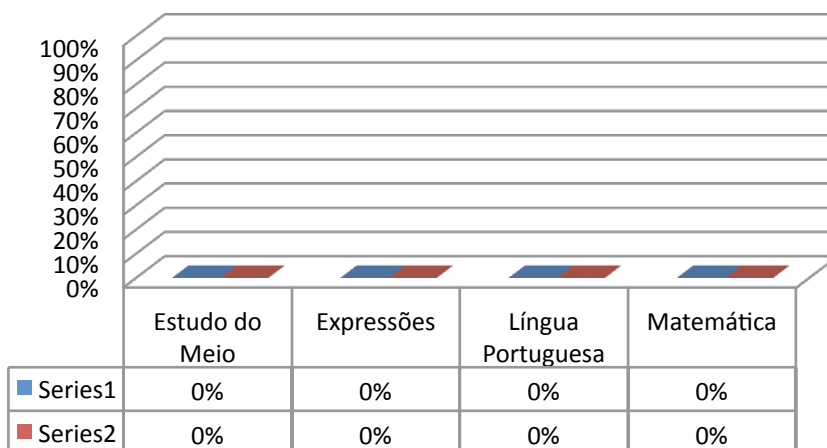 100%
90%
80%
70%
60%
50%
40%
30%
20%
10%
0%
Estudo do Meio
Expressões
Língua Portuguesa
Matemática
Series1 0% 0% 0% 0%
Series2 0% 0% 0% 0%